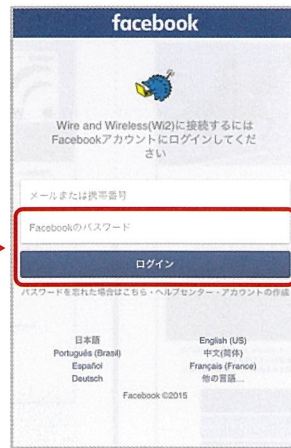 facebook
Wire and Wireless(Wi2)に接続するには
Facebookアカウントにログインしてくだ
さい
メールまたは携帯番号
Facebookのパスワード
ログイン
パスワードを忘れた場合はこちら・ヘルプセンター・アカウントの作成
日本語 English (US)
Português (Brasil) 中文(简体)
Español Français (France)
Deutsch 他の言語...
Facebook ©2015